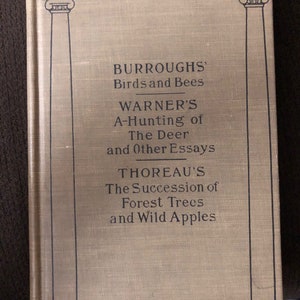 BURROUGHS'
Birds and Bees
WARNER'S
A-Hunting of
The Deer
and Other Essays
THOREAU'S
The Succession of
Forest Trees
and Wild Apples